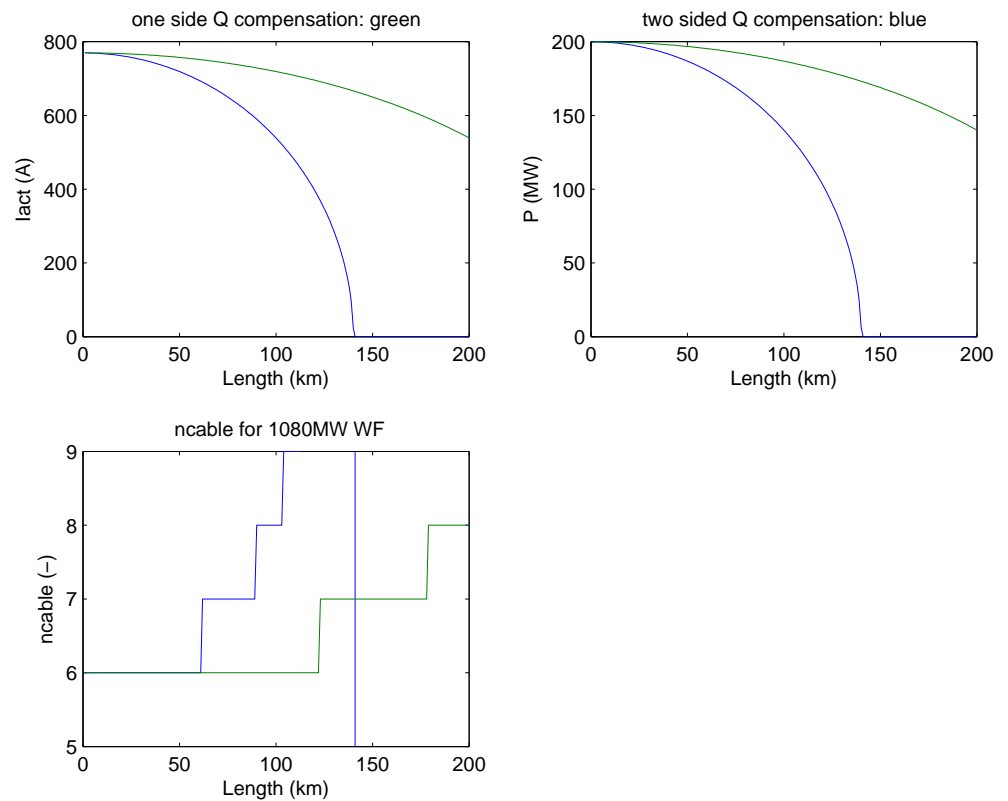 one side Q compensation: green
800
600
400
200
0
Iact (A)
0 50 100 150 200
Length (km)
two sided Q compensation: blue
200
150
100
50
0
P (MW)
0 50 100 150 200
Length (km)
ncable for 1080MW WF
9
8
7
6
5
ncable (−)
0 50 100 150 200
Length (km)